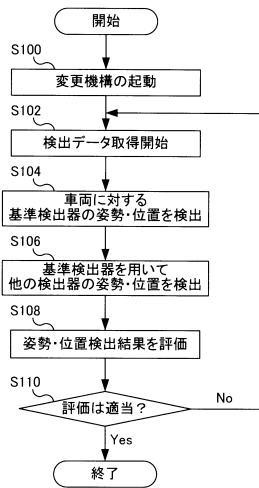 開始
S100
変更機構の起動
S102
検出データ取得開始
S104
車両に対する
基準検出器の姿勢・位置を検出
S106
基準検出器を用いて
他の検出器の姿勢・位置を検出
S108
姿勢・位置検出結果を評価
S110
評価は適当？
No
Yes
終了